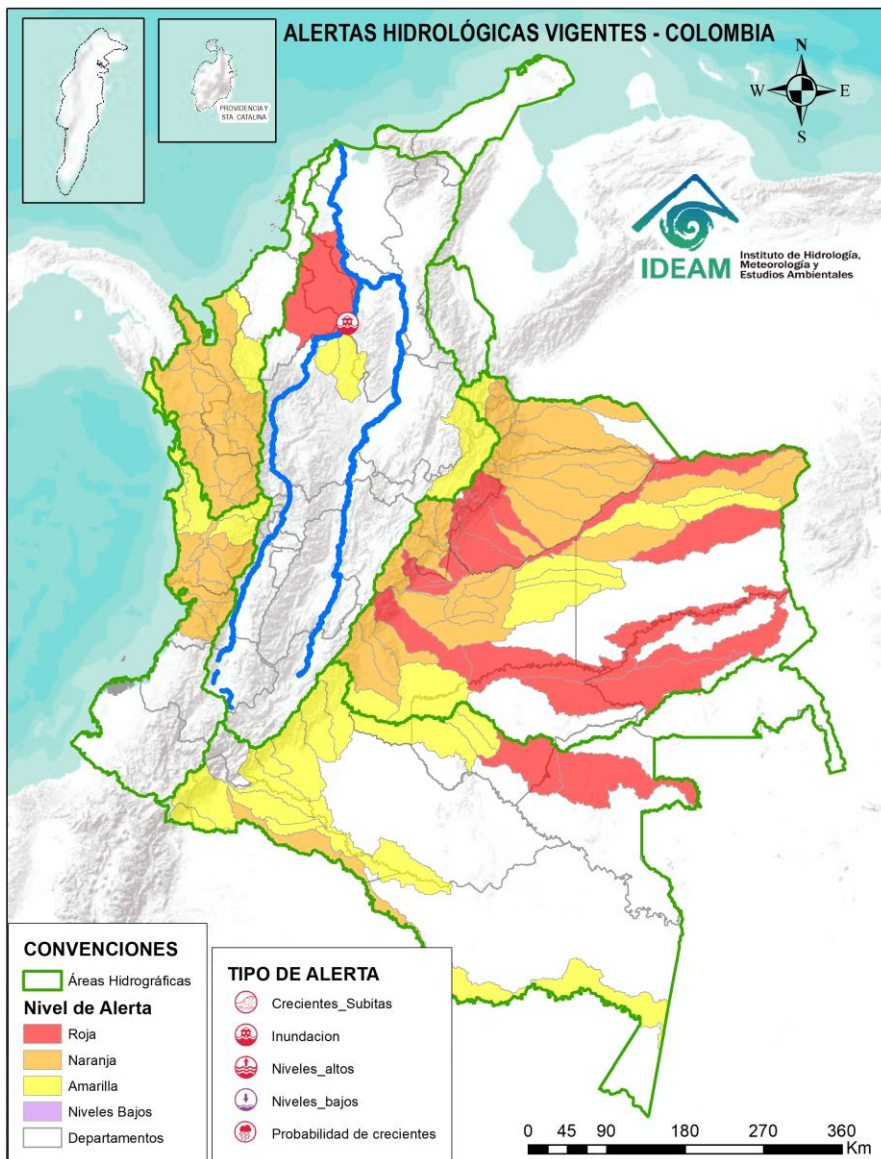 ALERTAS HIDROLÓGICAS VIGENTES - COLOMBIA
PROVIDENCIA Y
STA. CATALINA
N
W
E
S
IDEAM
Instituto de Hidrología,
Meteorología y
Estudios Ambientales
CONVENCIONES
Áreas Hidrográficas
Nivel de Alerta
Roja
Naranja
Amarilla
Niveles Bajos
Departamentos
TIPO DE ALERTA
Crecientes_Subitas
Inundacion
Niveles_altos
Niveles_bajos
Probabilidad de crecientes
0 45 90 180 270 360
Km